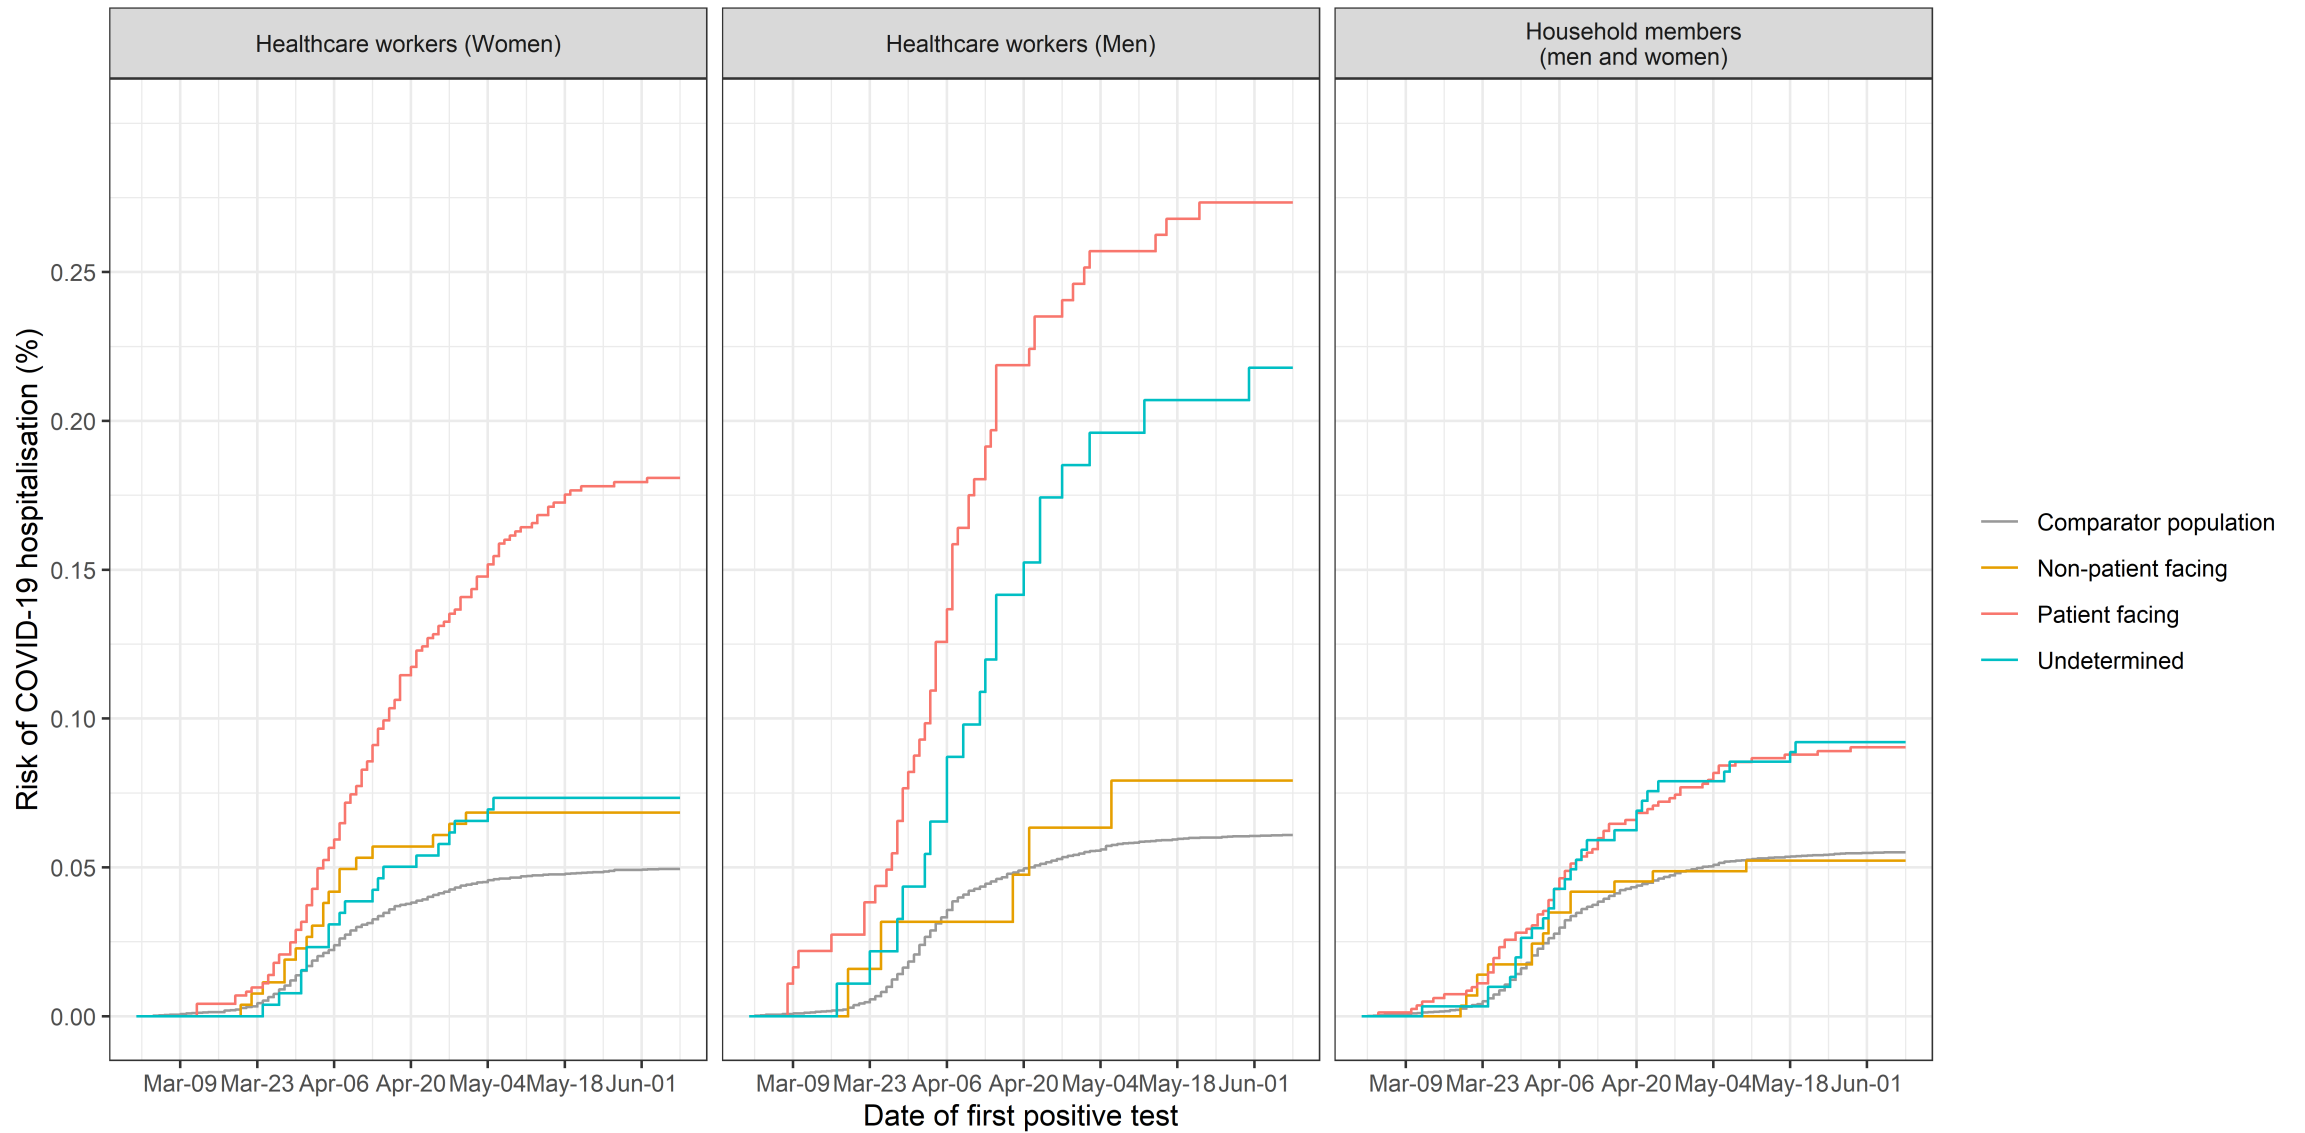 Healthcare workers (Women)
Healthcare workers (Men)
Household members
(men and women)
Risk of COVID-19 hospitalisation (%)
0.25
0.20
0.15
0.10
0.05
0.00
Mar-09 Mar-23 Apr-06 Apr-20 May-04 May-18 Jun-01
Mar-09 Mar-23 Apr-06 Apr-20 May-04 May-18 Jun-01
Mar-09 Mar-23 Apr-06 Apr-20 May-04 May-18 Jun-01
Date of first positive test
Comparator population
Non-patient facing
Patient facing
Undetermined